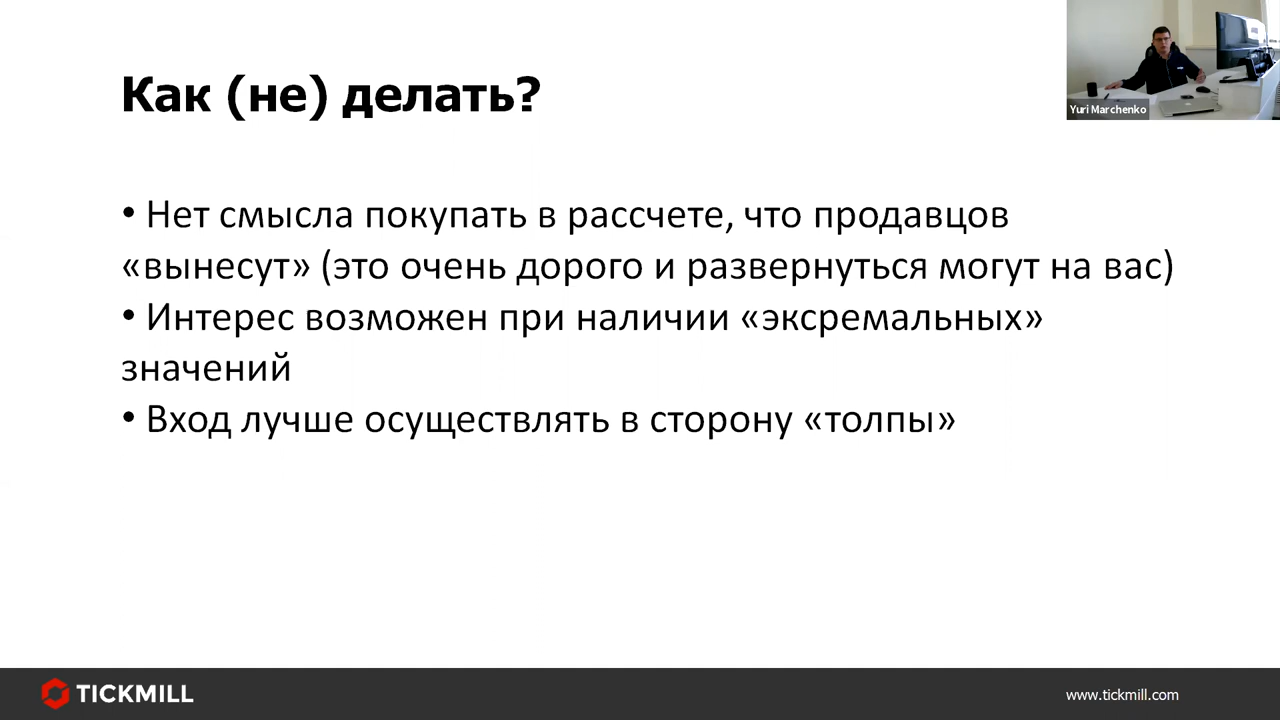 Как (не) делать?
Yuri Marchenko
• Нет смысла покупать в рассчете, что продавцов
«вынесут» (это очень дорого и развернуться могут на вас)
• Интерес возможен при наличии «эксремальных»
значений
• Вход лучше осуществлять в сторону «толпы»
TICKMILL
www.tickmill.com